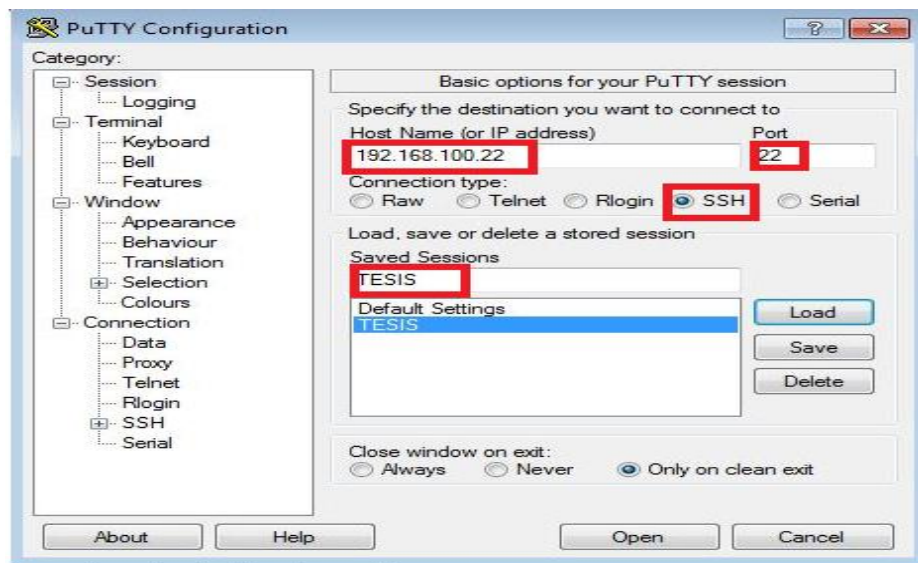 PuTTY Configuration
Category:
Session
Logging
Terminal
Keyboard
Bell
Features
Window
Appearance
Behaviour
Translation
Selection
Colours
Connection
Data
Proxy
Telnet
Rlogin
SSH
Serial
Basic options for your PuTTY session
Specify the destination you want to connect to
Host Name (or IP address) Port
192.168.100.22 22
Connection type:
Raw Telnet Rlogin SSH Serial
Load, save or delete a stored session
Saved Sessions
TESIS
Default Settings
TESIS
Load
Save
Delete
Close window on exit:
Always Never Only on clean exit
About Help Open Cancel